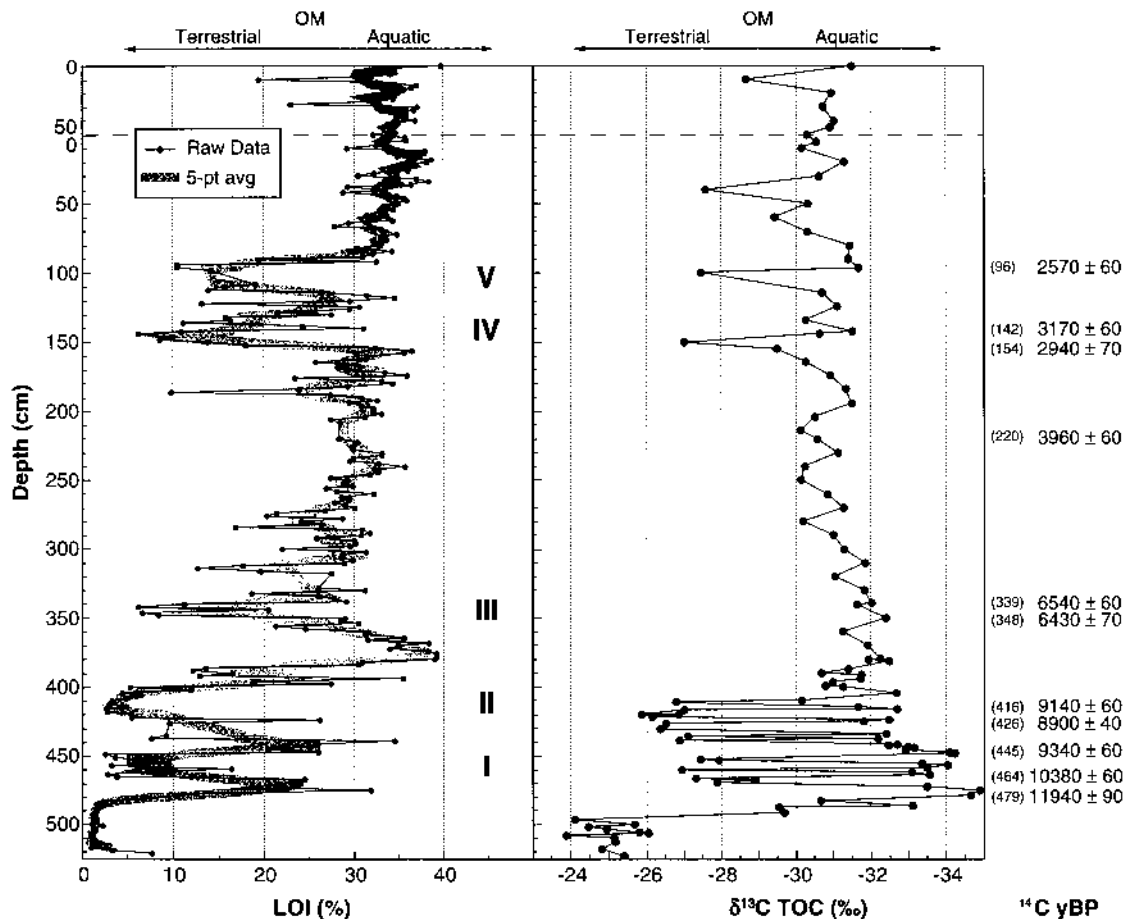 OM OM
Terrestrial Aquatic Terrestrial Aquatic
0
50
0
50
100
150
200
250
300
350
400
450
500
Depth (cm)
Raw Data
5-pt avg
V
IV
III
II
I
(96) 2570 ± 60
(142) 3170 ± 60
(154) 2940 ± 70
(220) 3960 ± 60
(339) 6540 ± 60
(348) 6430 ± 70
(416) 9140 ± 60
(426) 8900 ± 40
(445) 9340 ± 60
(464) 10380 ± 60
(479) 11940 ± 90
0 10 20 30 40 -24 -26 -28 -30 -32 -34
LOI (%) δ¹³C TOC (‰) ¹⁴C yBP